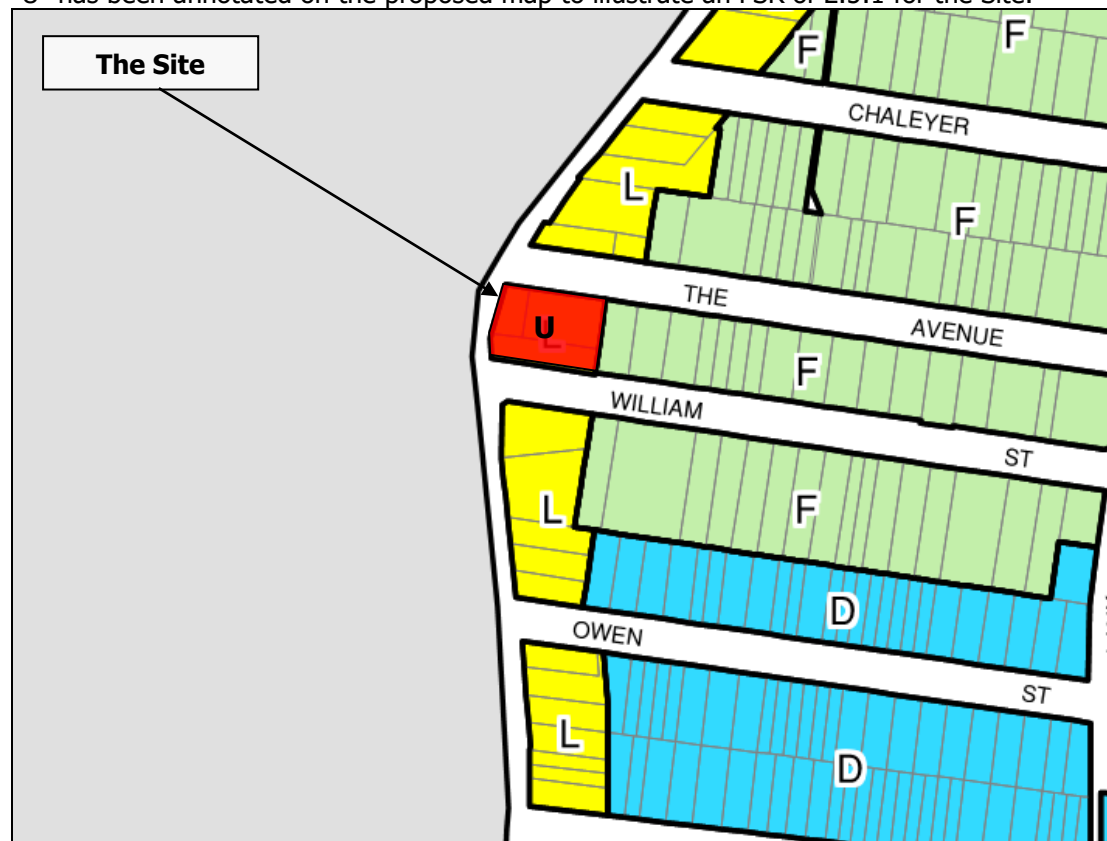 "U" has been annotated on the proposed map to illustrate an FSR of 2.5:1 for the Site.
The Site
F
F
CHALEYER
L
F
THE
AVENUE
U
L
F
WILLIAM
ST
L
F
D
OWEN
ST
L
D